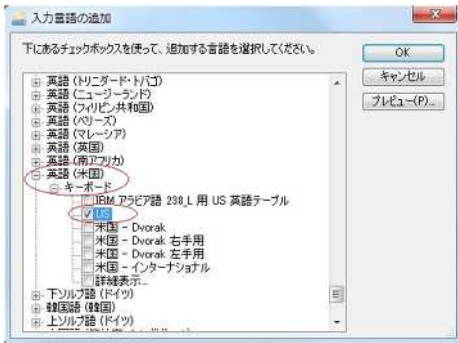 入力言語の追加
下にあるチェックボックスを使って、追加する言語を選択してください。
OK
キャンセル
プレビュー(P)...
英語 (トリニダード・トバゴ)
英語 (ニュージーランド)
英語 (フィリピン共和国)
英語 (ベリーズ)
英語 (マレーシア)
英語 (英国)
英語 (南アフリカ)
英語 (米国)
キーボード
IBM アラビア語 238_L 用 US 英語テーブル
US
米国 - Dvorak
米国 - Dvorak 右手用
米国 - Dvorak 左手用
米国 - インターナショナル
詳細表示...
下ソルブ語 (ドイツ)
韓国語 (韓国)
上ソルブ語 (ドイツ)